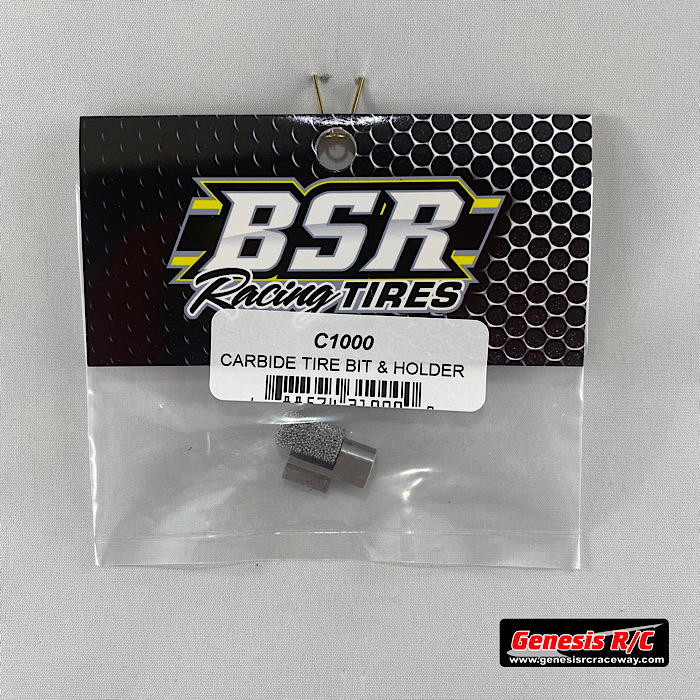 BSR
Racing TIRES
C1000
CARBIDE TIRE BIT & HOLDER
Genesis R/C
www.genesisrcraceway.com